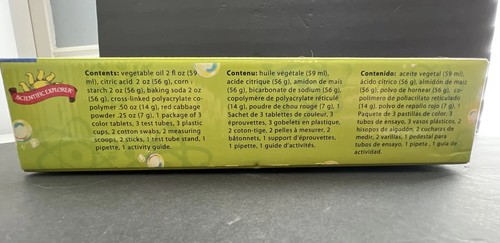 SCIENTIFIC EXPLORER
Contents: vegetable oil 2 fl oz (59
ml), citric acid 2 oz (56 g), corn
starch 2 oz (56 g), baking soda 2 oz
(56 g), cross-linked polyacrylate co-
polymer .50 oz (14 g), red cabbage
powder .25 oz (7 g), 1 package of 3
color tablets, 3 test tubes, 3 plastic
cups, 2 cotton swabs, 2 measuring
scoops, 2 sticks, 1 test tube stand, 1
pipette, 1 activity guide.
Contenu: huile végétale (59 ml),
acide citrique (56 g), amidon de maïs
(56 g), bicarbonate de soude (56 g),
copolymère de polyacrylate réticulé
(14 g), poudre de chou rouge (7 g), 1
Sachet de 3 tablettes de couleur, 3
éprouvettes, 3 gobelets en plastique,
2 coton-tige, 2 pelles à mesurer, 2
bâtonnets, 1 support d'éprouvettes,
1 pipette, 1 guide d'activités.
Contenido: aceite vegetal (59 ml),
ácido cítrico (56 g), almidón de maíz
(56 g), polvo de hornear (56 g), co-
polímero de poliacrilato reticulado
(14 g), polvo de repollo rojo (7 g), 1
Paquete de 3 pastillas de color, 3
tubos de ensayo, 3 vasos plásticos, 2
hisopos de algodón, 2 cucharas de
medir, 2 varillas, 1 pedestal para
tubos de ensayo, 1 pipeta, 1 guía de
actividad.